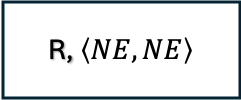 R, ⟨𝑁𝐸, 𝑁𝐸⟩